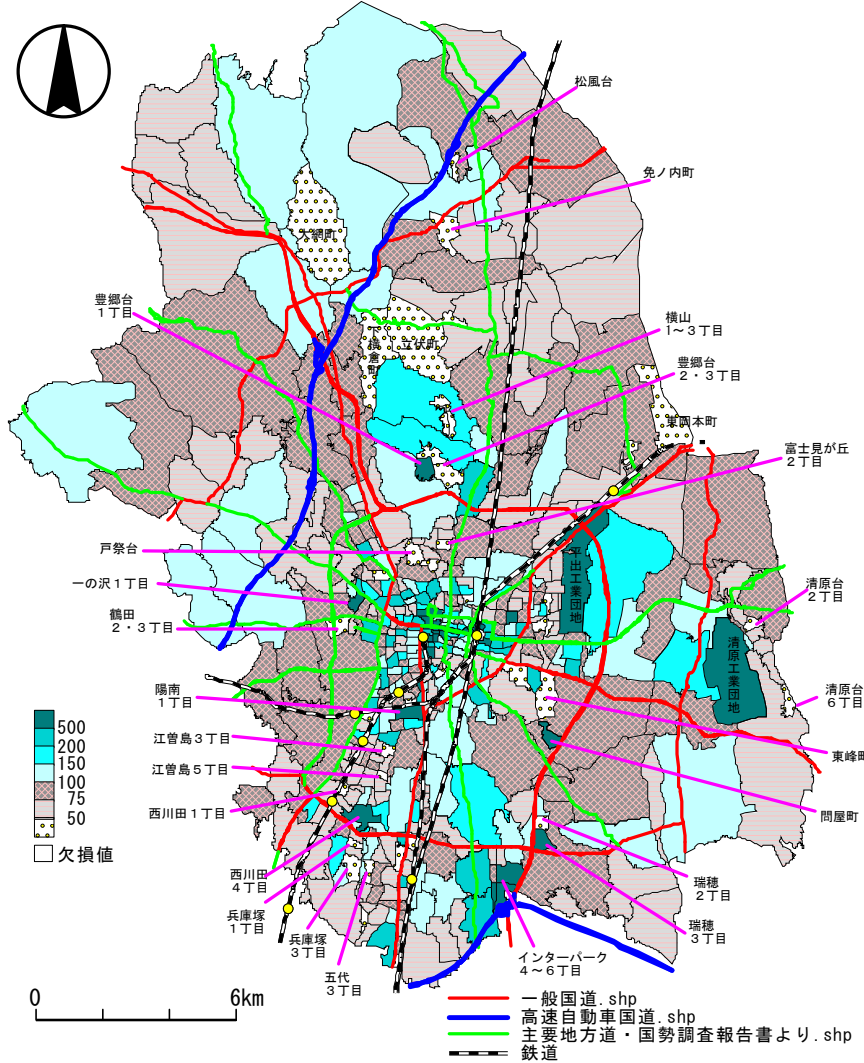 松風台
免ノ内町
大網町
豊郷台
1丁目
横山
1~3丁目
横倉町
立伏町
豊郷台
2・3丁目
東岡本町
富士見が丘
2丁目
戸祭台
平出工業団地
一の沢1丁目
清原台
2丁目
鶴田
2・3丁目
清原工業団地
陽南
1丁目
清原台
6丁目
江曽島3丁目
東峰町
江曽島5丁目
問屋町
西川田1丁目
500
200
150
100
75
50
欠損値
西川田
4丁目
瑞穂
2丁目
兵庫塚
1丁目
瑞穂
3丁目
兵庫塚
3丁目
インターパーク
4~6丁目
五代
3丁目
0 6km
一般国道.shp
高速自動車国道.shp
主要地方道・国勢調査報告書より.shp
鉄道